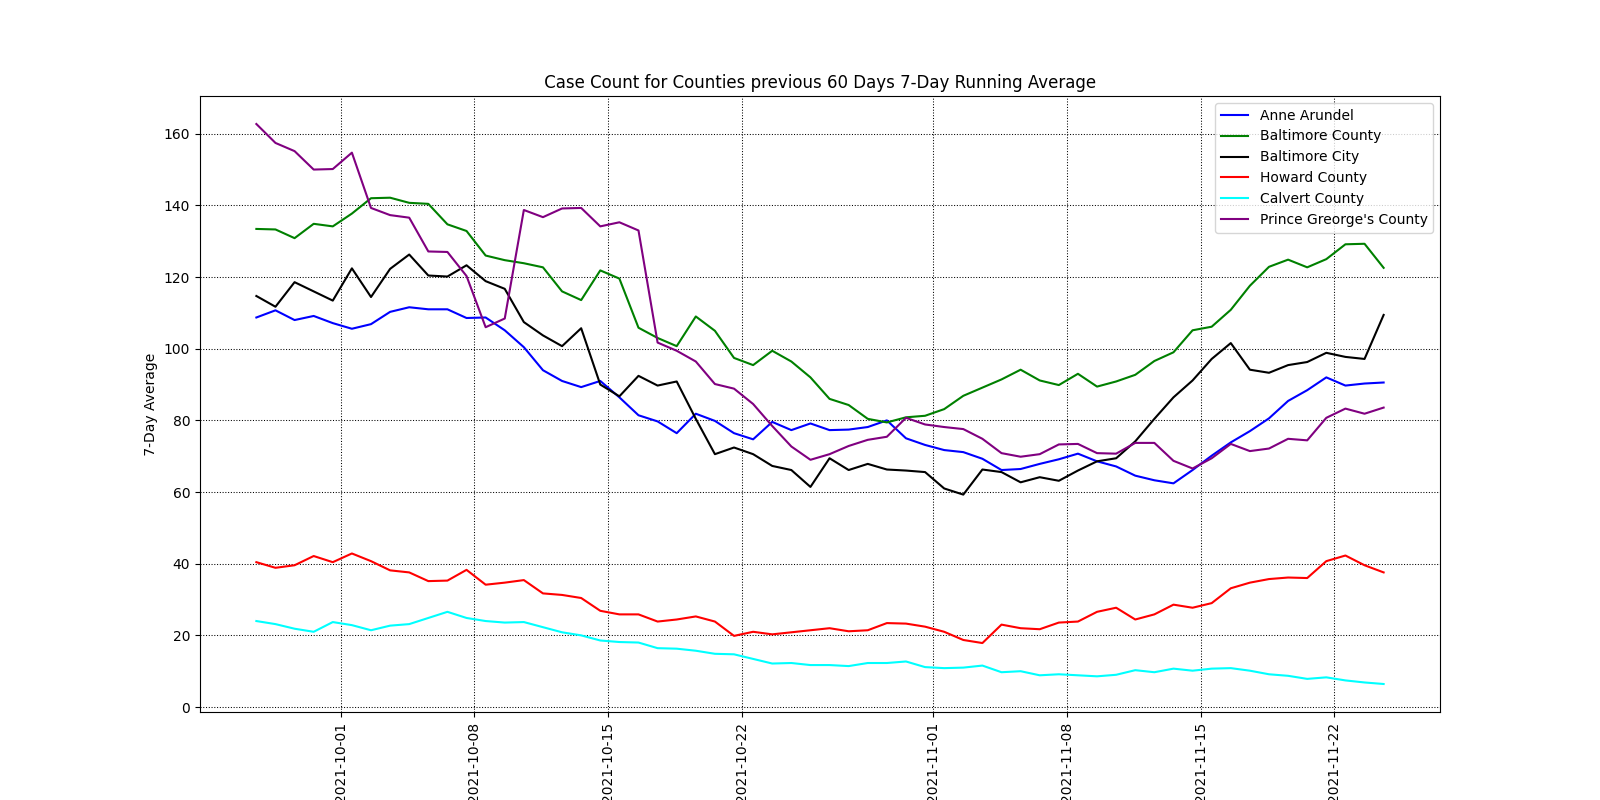 Case Count for Counties previous 60 Days 7-Day Running Average
Anne Arundel
Baltimore County
Baltimore City
Howard County
Calvert County
Prince Greorge's County
7-Day Average
160
140
120
100
80
60
40
20
0
2021-10-01
2021-10-08
2021-10-15
2021-10-22
2021-11-01
2021-11-08
2021-11-15
2021-11-22